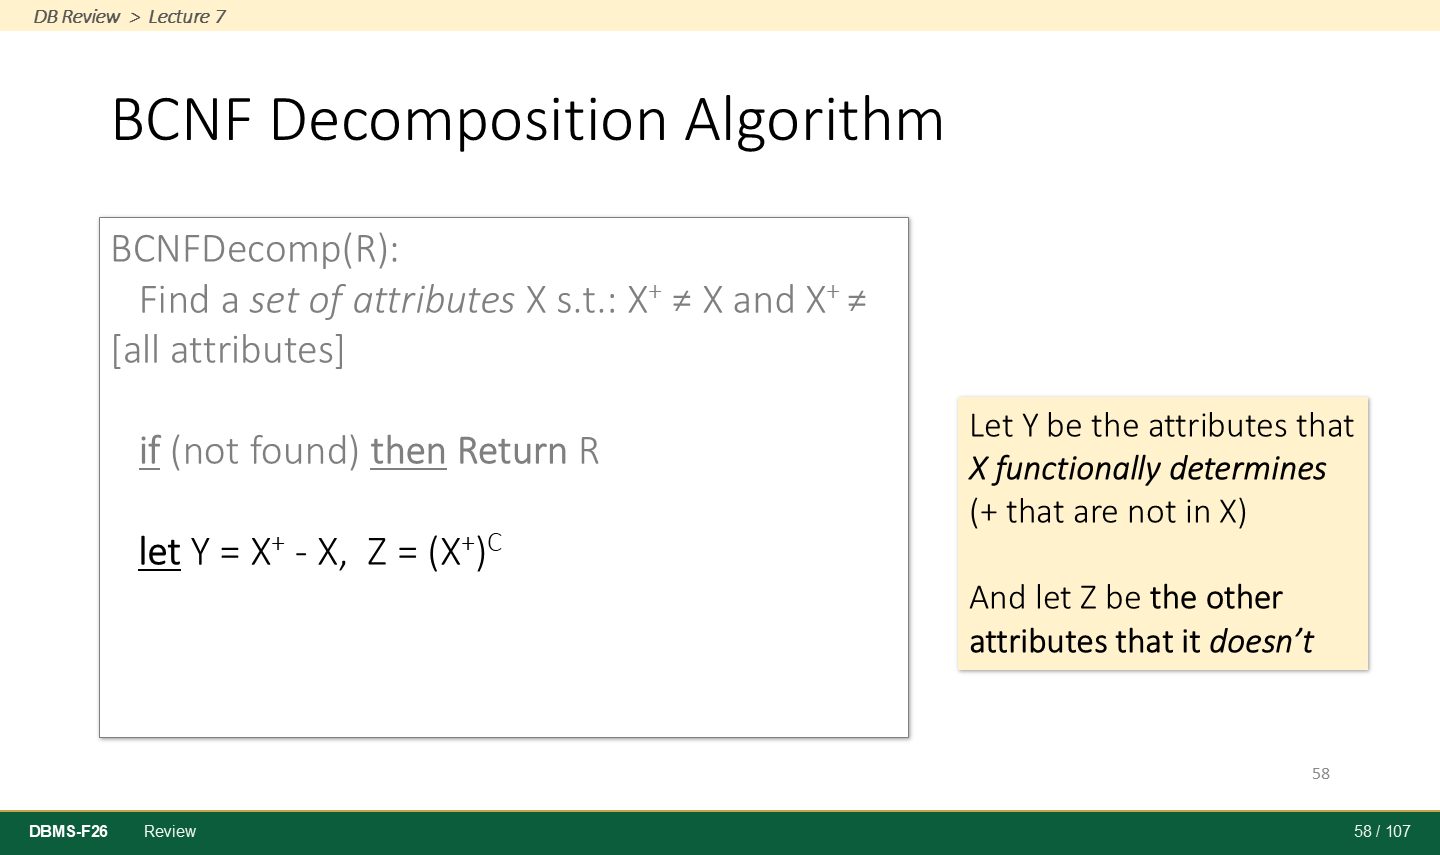 DB Review > Lecture 7
BCNF Decomposition Algorithm
BCNFDecomp(R):
Find a set of attributes X s.t.: X⁺ ≠ X and X⁺ ≠
[all attributes]
if (not found) then Return R
let Y = X⁺ - X, Z = (X⁺)ᶜ
Let Y be the attributes that
X functionally determines
(+ that are not in X)
And let Z be the other
attributes that it doesn’t
58
DBMS-F26 Review 58 / 107